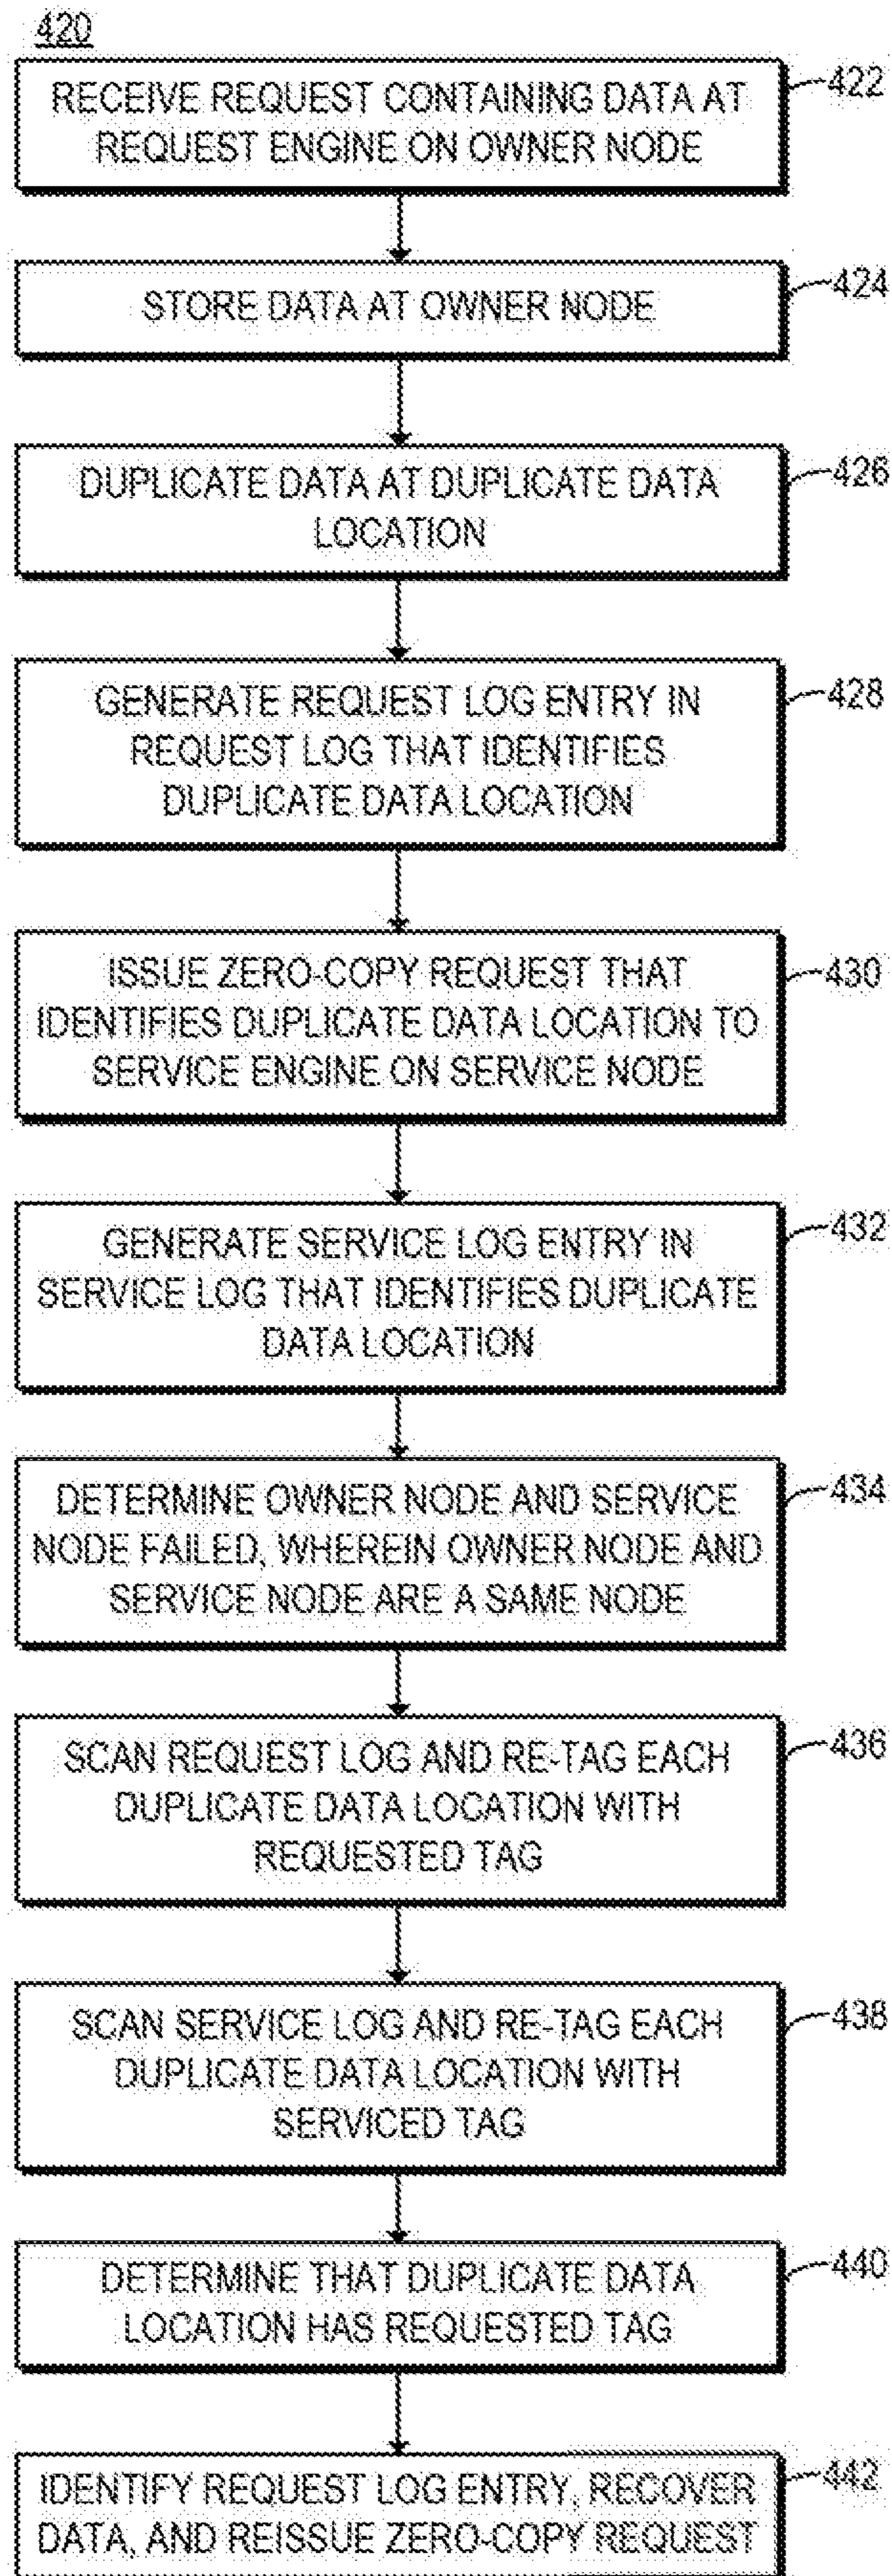 420
RECEIVE REQUEST CONTAINING DATA AT
REQUEST ENGINE ON OWNER NODE
422
STORE DATA AT OWNER NODE
424
DUPLICATE DATA AT DUPLICATE DATA
LOCATION
426
GENERATE REQUEST LOG ENTRY IN
REQUEST LOG THAT IDENTIFIES
DUPLICATE DATA LOCATION
428
ISSUE ZERO-COPY REQUEST THAT
IDENTIFIES DUPLICATE DATA LOCATION TO
SERVICE ENGINE ON SERVICE NODE
430
GENERATE SERVICE LOG ENTRY IN
SERVICE LOG THAT IDENTIFIES DUPLICATE
DATA LOCATION
432
DETERMINE OWNER NODE AND SERVICE
NODE FAILED, WHEREIN OWNER NODE AND
SERVICE NODE ARE A SAME NODE
434
SCAN REQUEST LOG AND RE-TAG EACH
DUPLICATE DATA LOCATION WITH
REQUESTED TAG
436
SCAN SERVICE LOG AND RE-TAG EACH
DUPLICATE DATA LOCATION WITH
SERVICED TAG
438
DETERMINE THAT DUPLICATE DATA
LOCATION HAS REQUESTED TAG
440
IDENTIFY REQUEST LOG ENTRY, RECOVER
DATA, AND REISSUE ZERO-COPY REQUEST
442